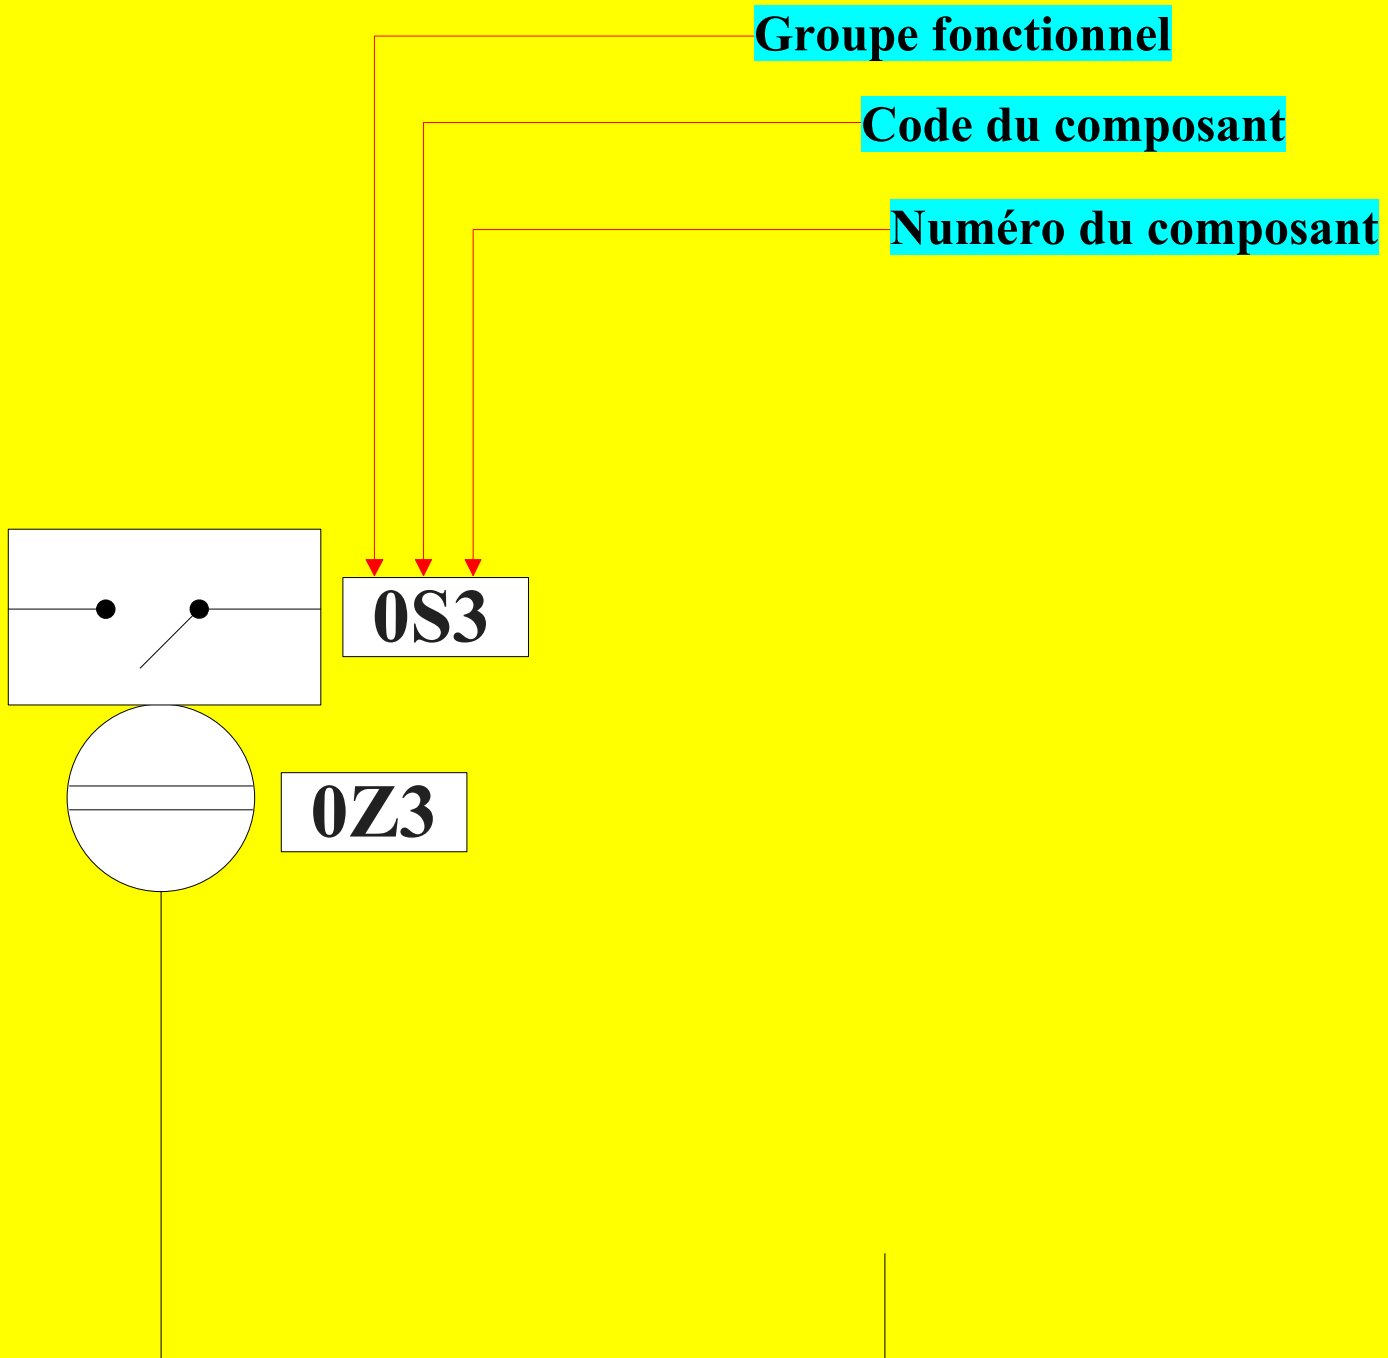 Groupe fonctionnel
Code du composant
Numéro du composant
0S3
0Z3